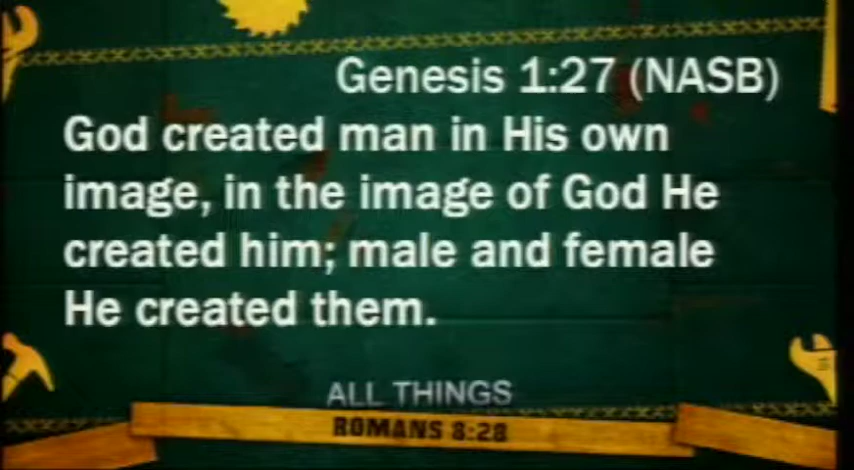 Genesis 1:27 (NASB)
God created man in His own
image, in the image of God He
created him; male and female
He created them.
ALL THINGS
ROMANS 8:28